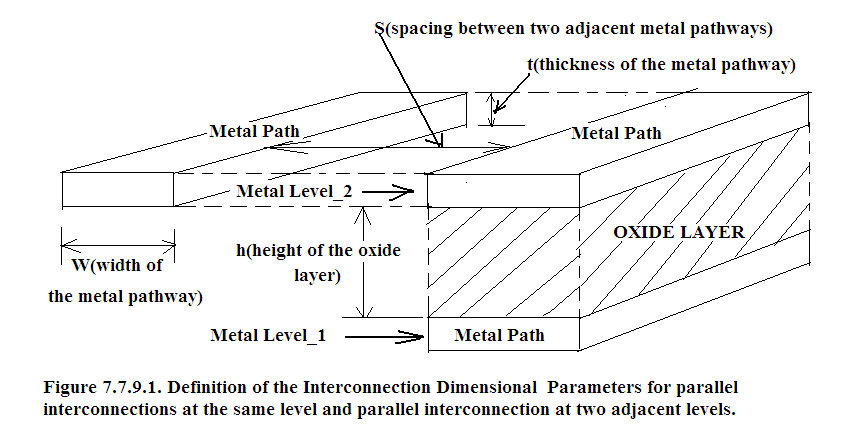 S(spacing between two adjacent metal pathways)
t(thickness of the metal pathway)
Metal Path
Metal Path
Metal Level_2
OXIDE LAYER
h(height of the oxide
layer)
W(width of
the metal pathway)
Metal Level_1
Metal Path
Figure 7.7.9.1. Definition of the Interconnection Dimensional Parameters for parallel
interconnections at the same level and parallel interconnection at two adjacent levels.